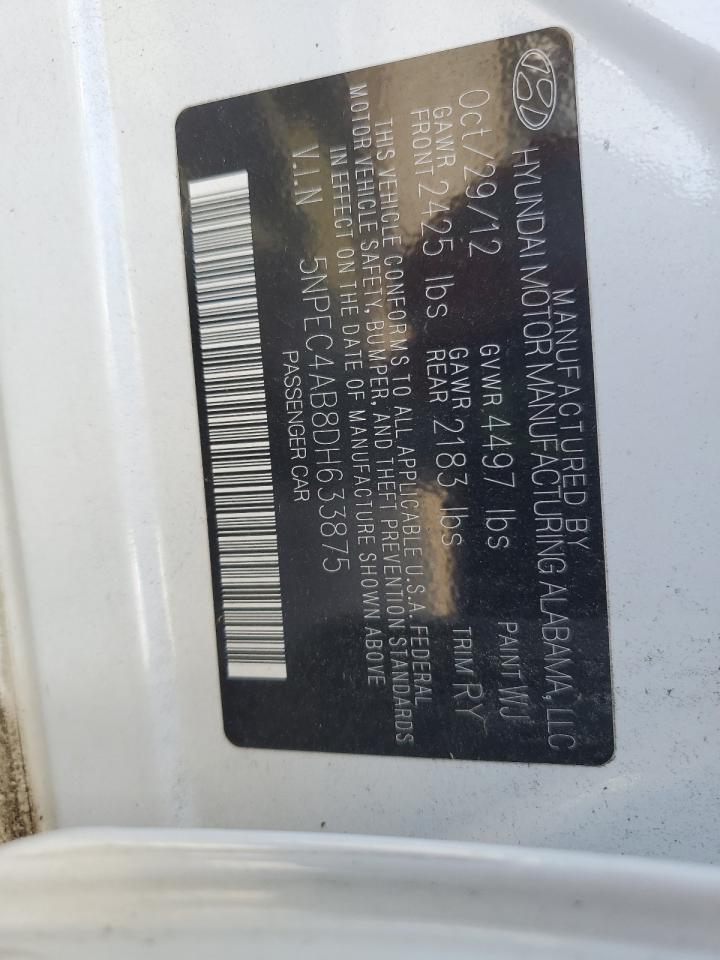 MANUFACTURED BY
HYUNDAI MOTOR MANUFACTURING ALABAMA, LLC
Oct/29/12 GVWR 4497 lbs PAINT WJ
GAWR FRONT 2425 lbs GAWR REAR 2183 lbs TRIM RY
THIS VEHICLE CONFORMS TO ALL APPLICABLE U.S.A. FEDERAL
MOTOR VEHICLE SAFETY, BUMPER, AND THEFT PREVENTION STANDARDS
IN EFFECT ON THE DATE OF MANUFACTURE SHOWN ABOVE
V.I.N 5NPEC4AB8DH633875
PASSENGER CAR